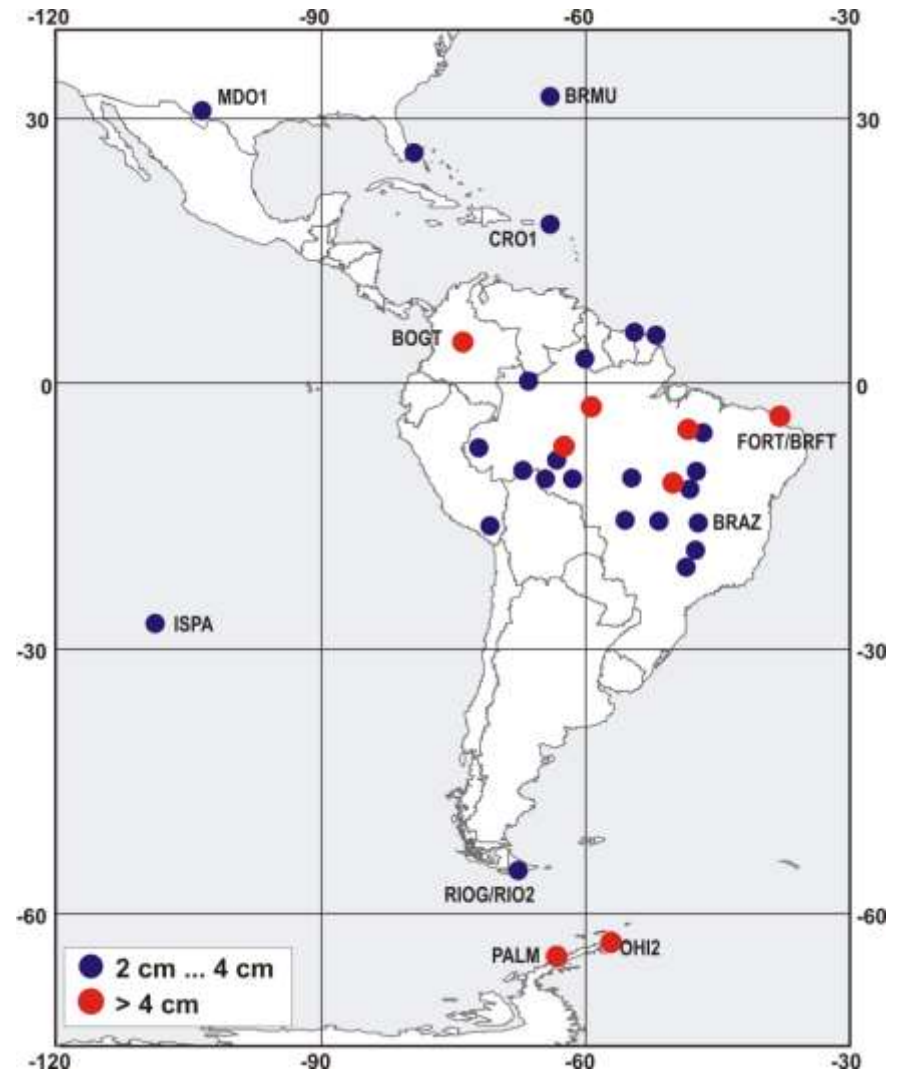 -120 -90 -60 -30
MDO1
BRMU
30 30
CRO1
BOGT
0 0
FORT/BRFT
BRAZ
ISPA
-30 -30
RIOG/RIO2
-60 -60
PALM OHI2
2 cm ... 4 cm
> 4 cm
-120 -90 -60 -30